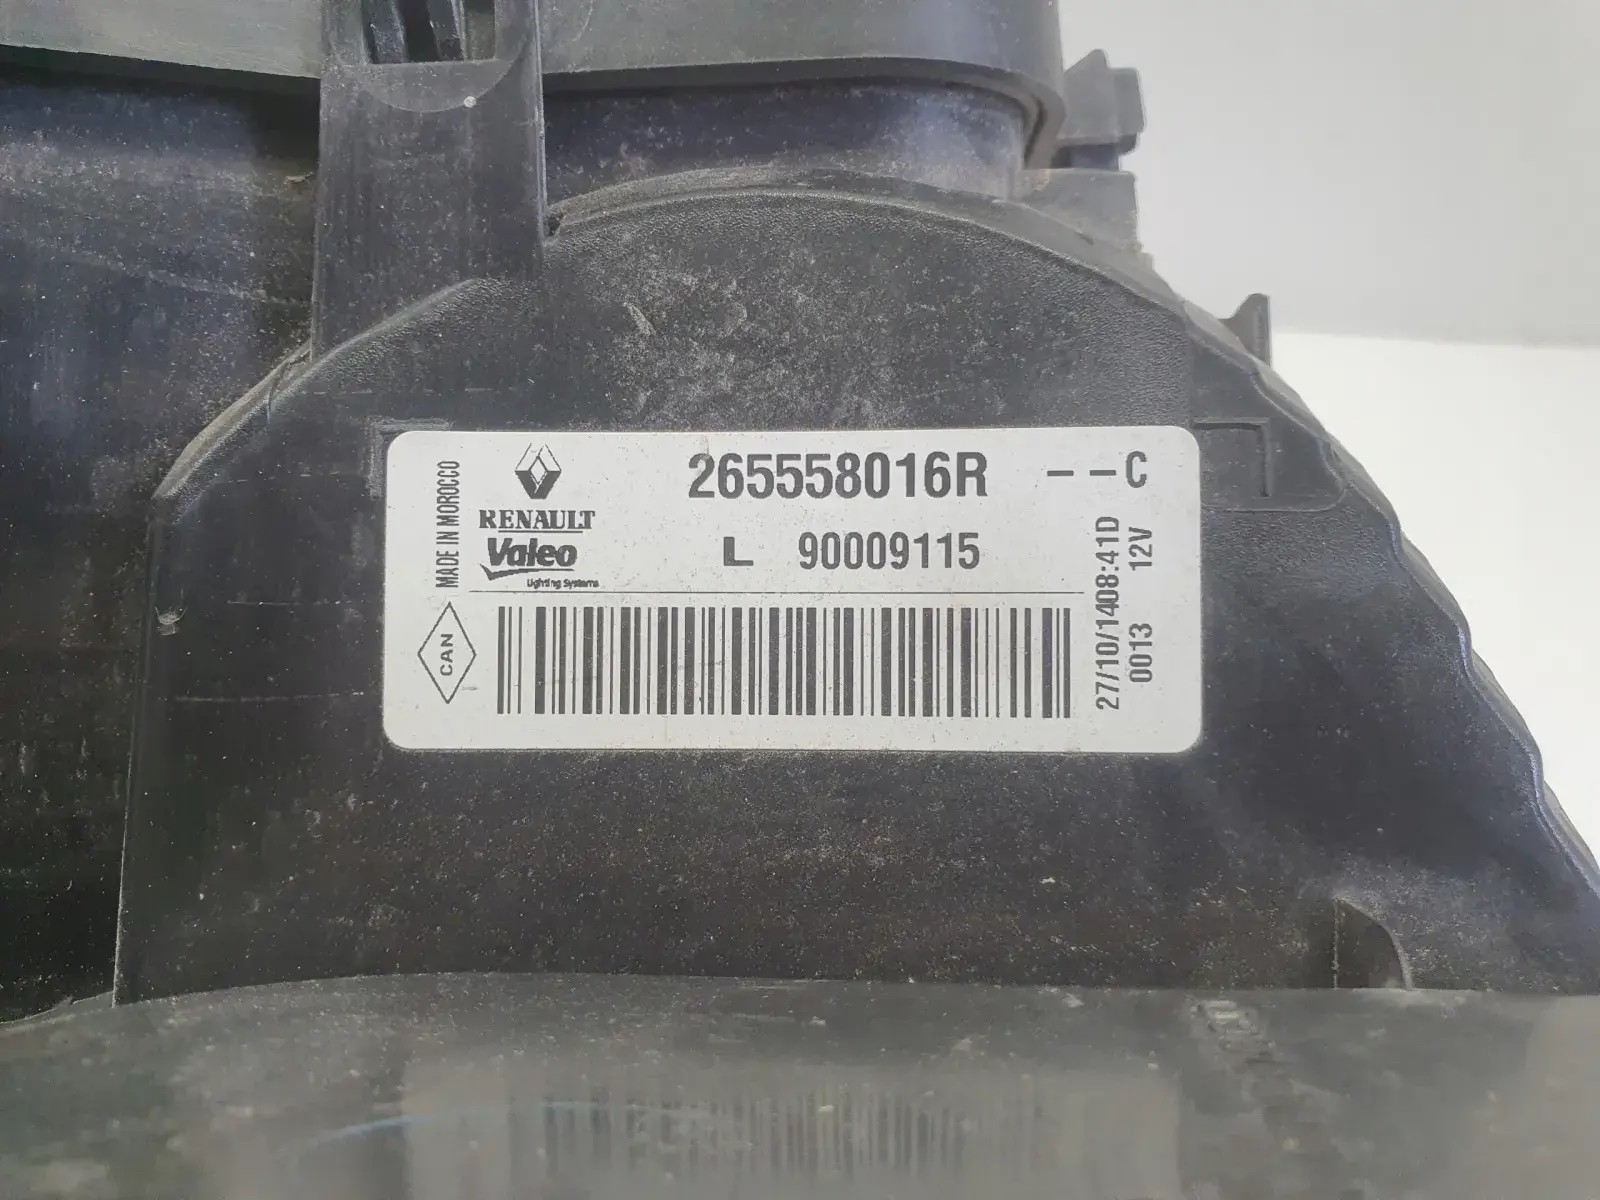 MADE IN MOROCCO
RENAULT
Valeo
Lighting Systems
265558016R --C
L 90009115
CAN
27/10/1408:41D
0013 12V